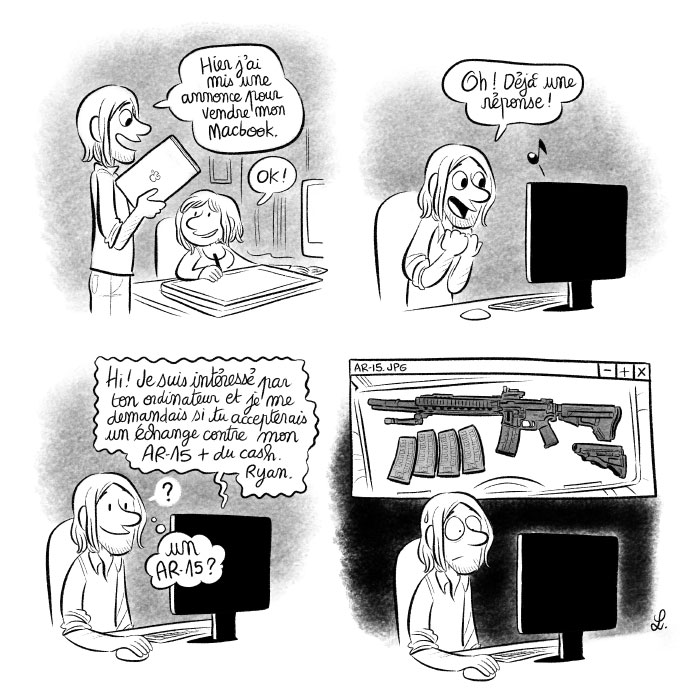 Hier j'ai
mis une
annonce pour
vendre mon
Macbook.
OK!
Oh! Déjà une
réponse!
Hi! Je suis intéressé par
ton ordinateur et je me
demandais si tu accepterais
un échange contre mon
AR-15 + du cash.
Ryan.
?
un
AR-15?
AR-15.JPG
L.